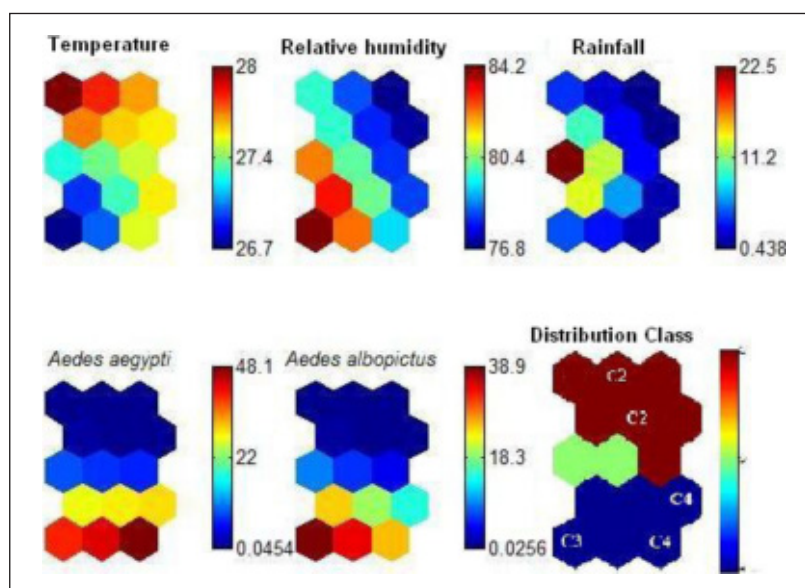 Temperature
28
27.4
26.7
Relative humidity
84.2
80.4
76.8
Rainfall
22.5
11.2
0.438
Aedes aegypti
48.1
22
0.0454
Aedes albopictus
38.9
18.3
0.0256
Distribution Class
C2
C2
C4
C3
C4